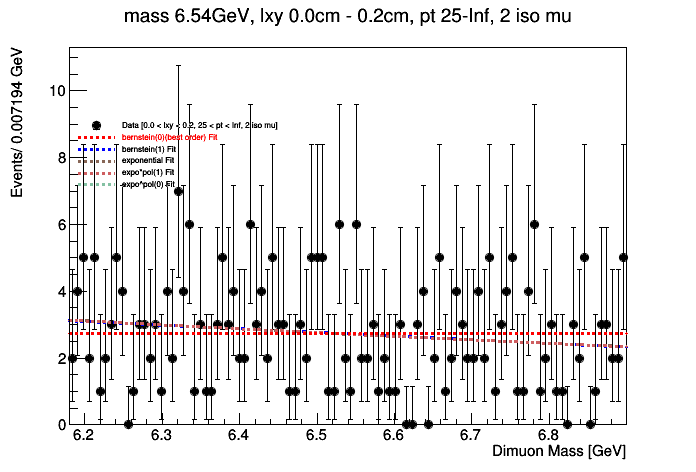 mass 6.54GeV, lxy 0.0cm - 0.2cm, pt 25-Inf, 2 iso mu
Events/ 0.007194 GeV
10
8
6
4
2
0
Data [0.0 < lxy < 0.2, 25 < pt < Inf, 2 iso mu]
bernstein(0)(best order) Fit
bernstein(1) Fit
exponential Fit
expo*pol(1) Fit
expo^pol(0) Fit
6.2 6.3 6.4 6.5 6.6 6.7 6.8
Dimuon Mass [GeV]